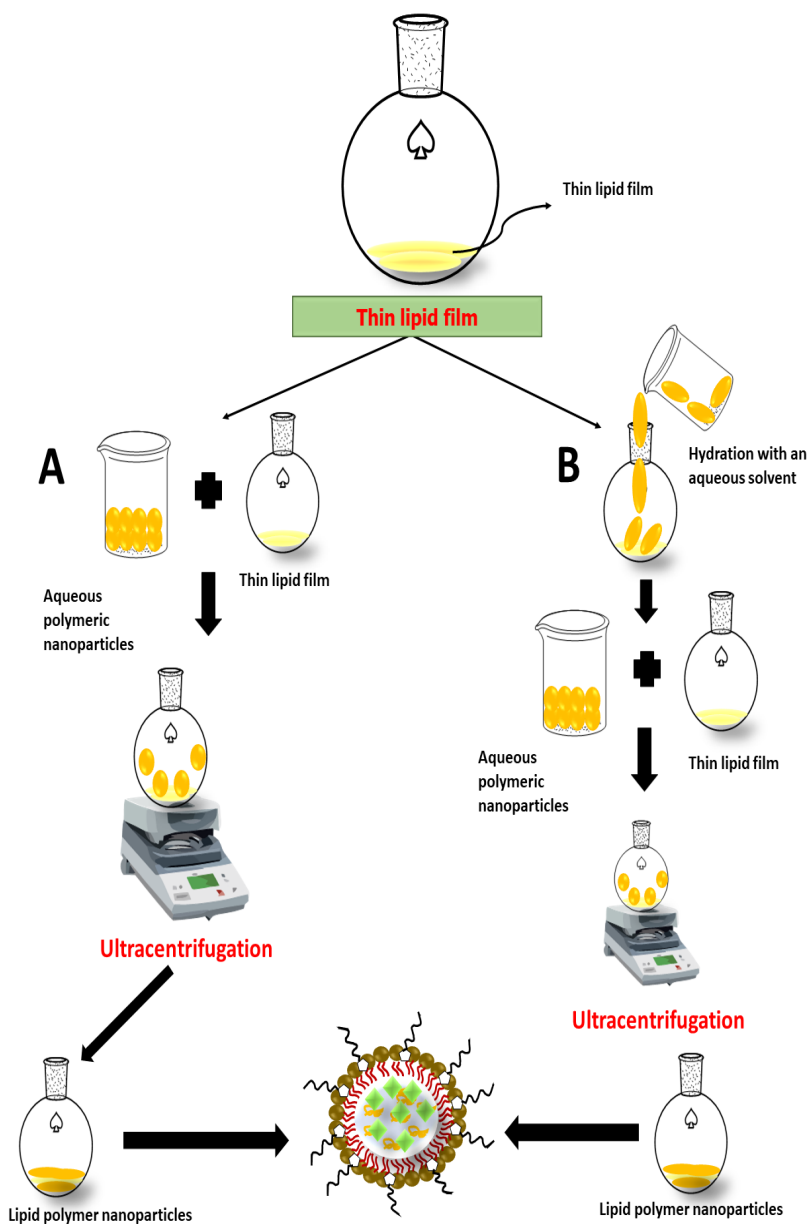 Thin lipid film
Thin lipid film
A
B
Hydration with an
aqueous solvent
Aqueous
polymeric
nanoparticles
Thin lipid film
Aqueous
polymeric
nanoparticles
Thin lipid film
Ultracentrifugation
Ultracentrifugation
Lipid polymer nanoparticles
Lipid polymer nanoparticles